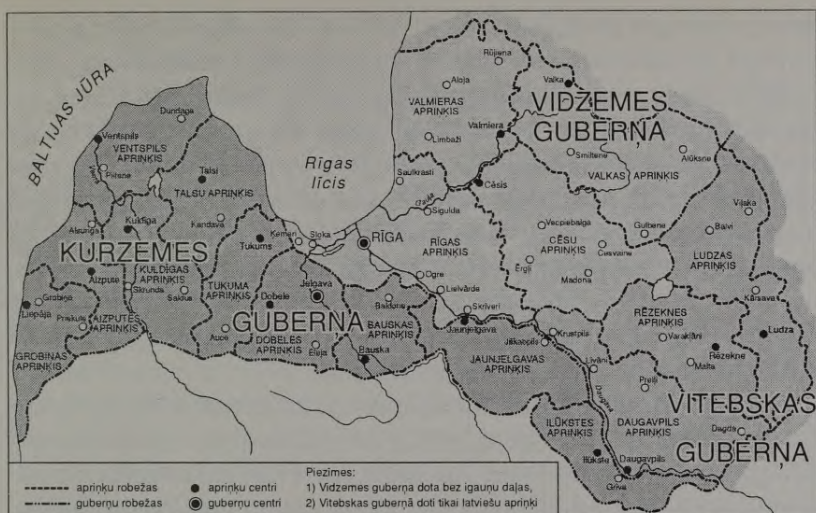 BALTIJAS JŪRA
Rīgas
līcis
VIDZEMES
GUBERŅA
KURZEMES
GUBERŅA
VITEBSKAS
GUBERŅA
Dundaga
Ventspils
VENTSPILS
APRIŅĶIS
Piltene
Talsi
TALSU APRIŅĶIS
Kandava
Alsunga
Kuldīga
KULDĪGAS
APRIŅĶIS
Skrunda
Saldus
Aizpute
AIZPUTES
APRIŅĶIS
Liepāja
Grobiņa
Priekule
GROBIŅAS
APRIŅĶIS
Tukums
TUKUMA
APRIŅĶIS
Auce
Ķemeri
Sloka
Jelgava
Dobele
DOBELES
APRIŅĶIS
Eleja
Baldone
BAUSKAS
APRIŅĶIS
Bauska
RĪGA
RĪGAS
APRIŅĶIS
Ogre
Lielvārde
Skrīveri
Jaunjelgava
JAUNJELGAVAS
APRIŅĶIS
Jēkabpils
Krustpils
Rūjiena
Aloja
VALMIERAS
APRIŅĶIS
Limbaži
Valmiera
Saulkrasti
Gauja
Sigulda
Cēsis
Valka
Smiltene
Alūksne
VALKAS APRIŅĶIS
Gulbene
Vecpiebalga
CĒSU APRIŅĶIS
Cesvaine
Ērgļi
Madona
Viļaka
Balvi
LUDZAS
APRIŅĶIS
Kārsava
Ludza
RĒZEKNES
APRIŅĶIS
Varakļāni
Rēzekne
Malta
Līvāni
Preiļi
Daugava
DAUGAVPILS
APRIŅĶIS
Dagda
ILŪKSTES
APRIŅĶIS
Ilūkste
Daugavpils
Grīva
apriņķu robežas
guberņu robežas
apriņķu centri
guberņu centri
Piezīmes:
1) Vidzemes guberņa dota bez igauņu daļas,
2) Vitebskas guberņā doti tikai latviešu apriņķi